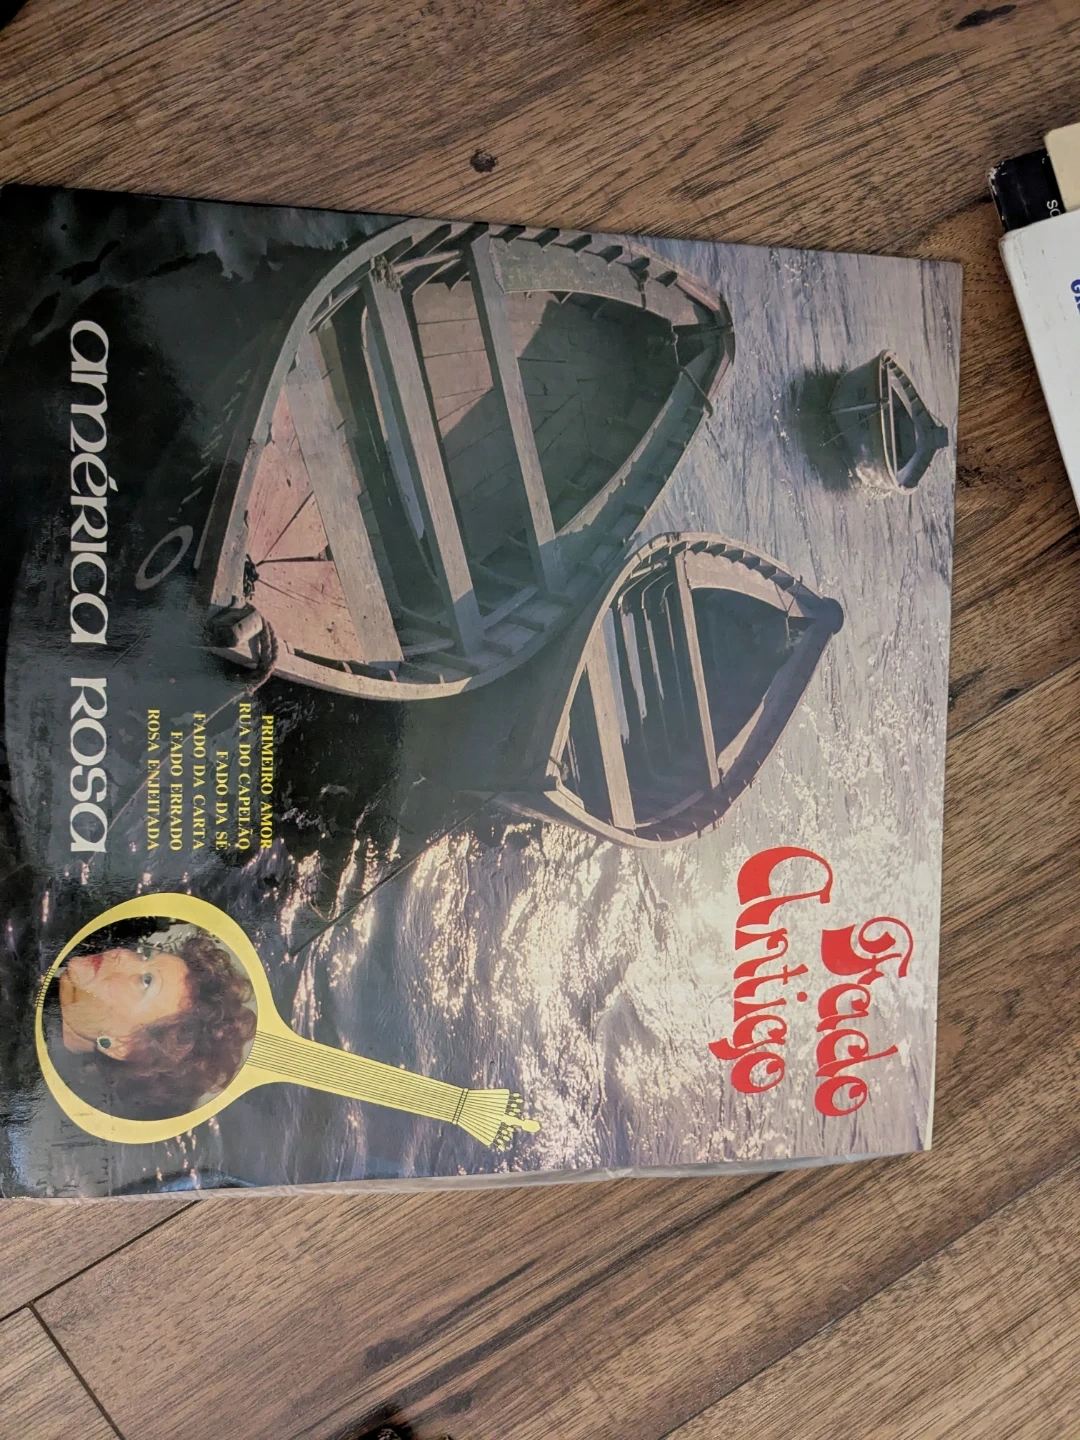 Fado
Antigo
PRIMEIRO AMOR
RUA DO CAPELÃO
FADO DA SÉ
FADO DA CARTA
FADO ERRADO
ROSA ENJEITADA
américa rosa